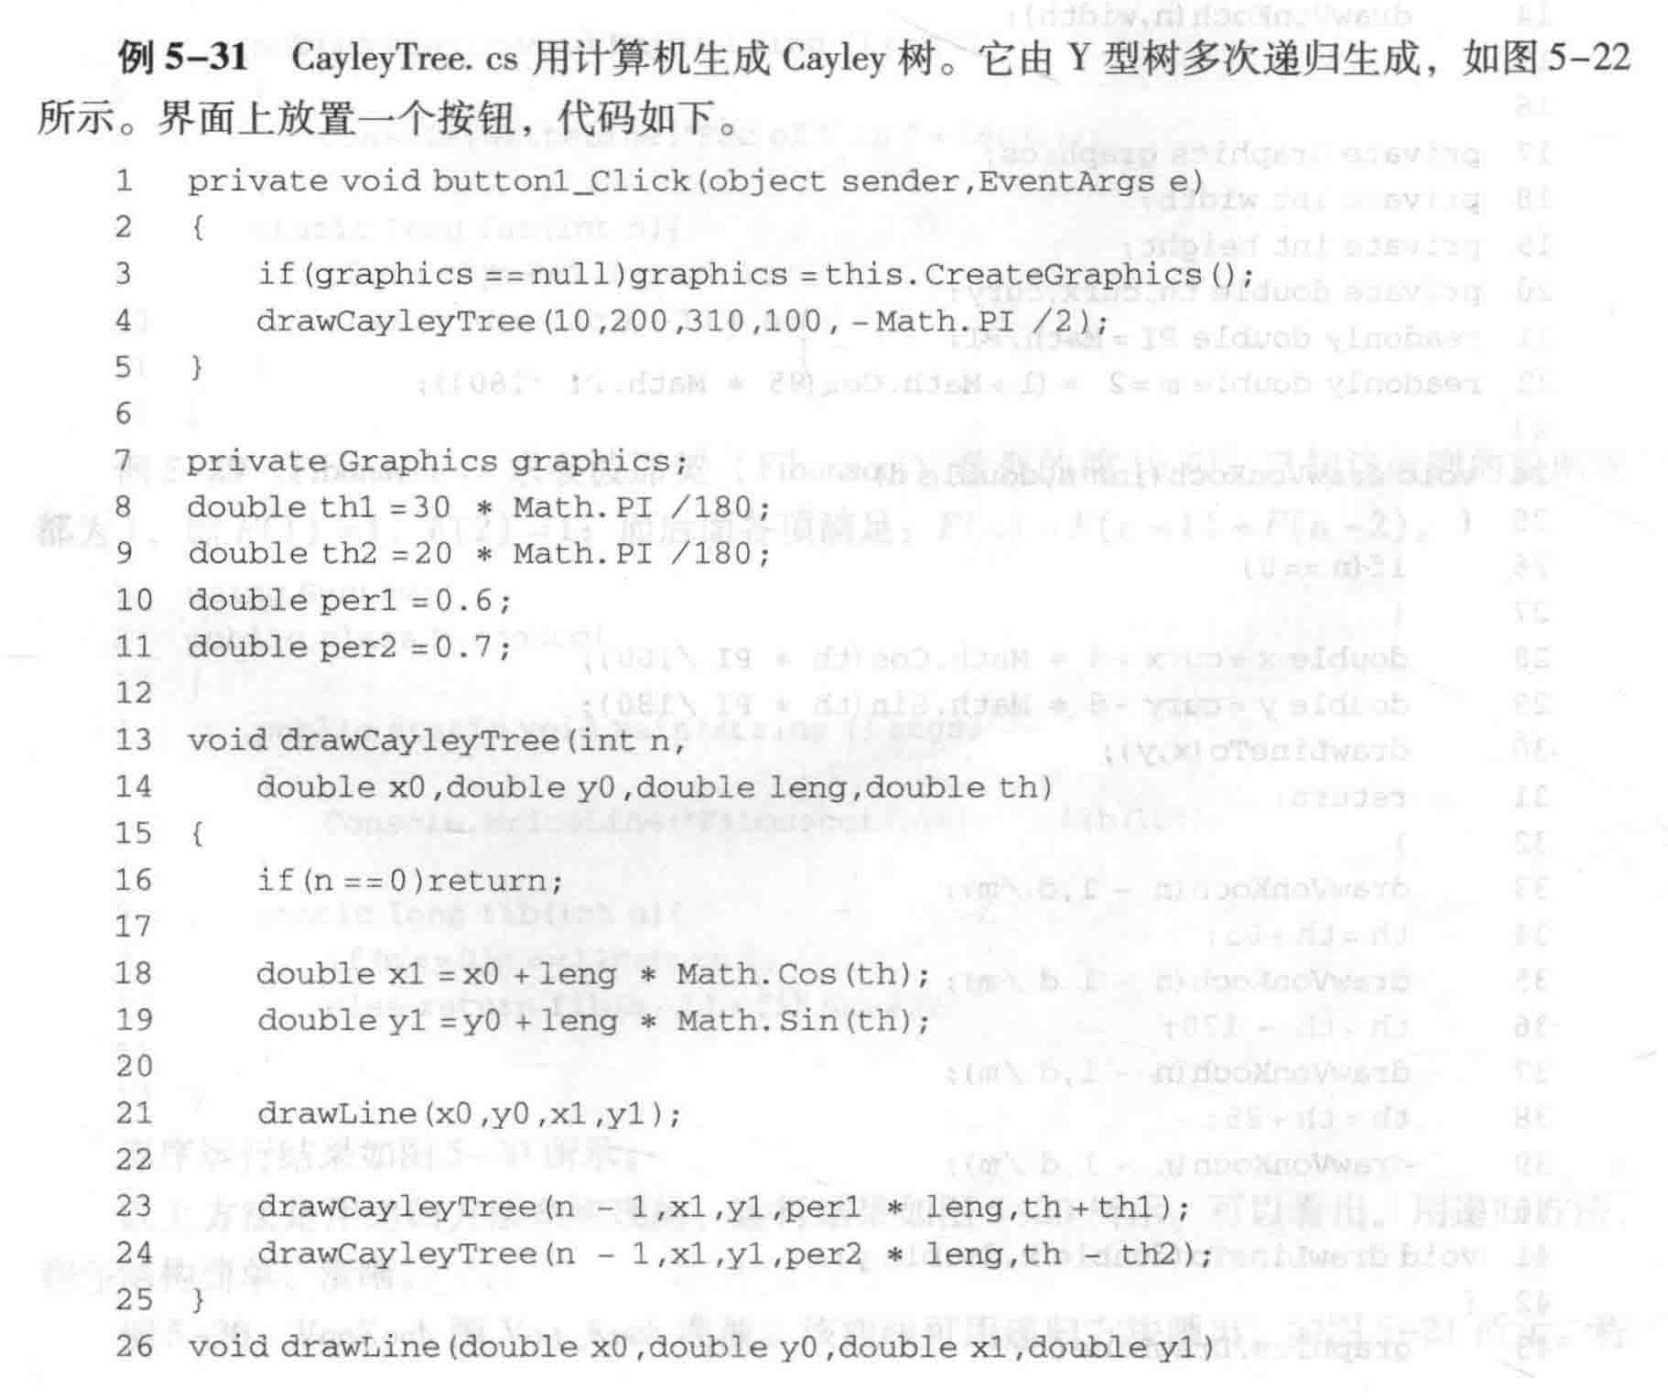 例 5-31 CayleyTree. cs 用计算机生成 Cayley 树。它由 Y 型树多次递归生成，如图 5-22
所示。界面上放置一个按钮，代码如下。
1 private void button1_Click(object sender,EventArgs e)
2 {
3 if(graphics ==null)graphics =this.CreateGraphics();
4 drawCayleyTree(10,200,310,100,-Math.PI /2);
5 }
6
7 private Graphics graphics;
8 double th1 =30 * Math.PI /180;
9 double th2 =20 * Math.PI /180;
10 double per1 =0.6;
11 double per2 =0.7;
12
13 void drawCayleyTree(int n,
14 double x0,double y0,double leng,double th)
15 {
16 if(n ==0)return;
17
18 double x1 =x0 +leng * Math.Cos(th);
19 double y1 =y0 +leng * Math.Sin(th);
20
21 drawLine(x0,y0,x1,y1);
22
23 drawCayleyTree(n - 1,x1,y1,per1 * leng,th+th1);
24 drawCayleyTree(n - 1,x1,y1,per2 * leng,th - th2);
25 }
26 void drawLine(double x0,double y0,double x1,double y1)